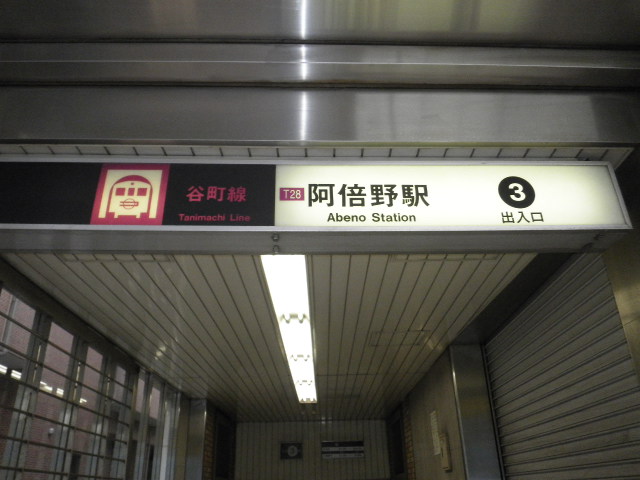 谷町線
Tanimachi Line
T28 阿倍野駅
Abeno Station
3
出入口